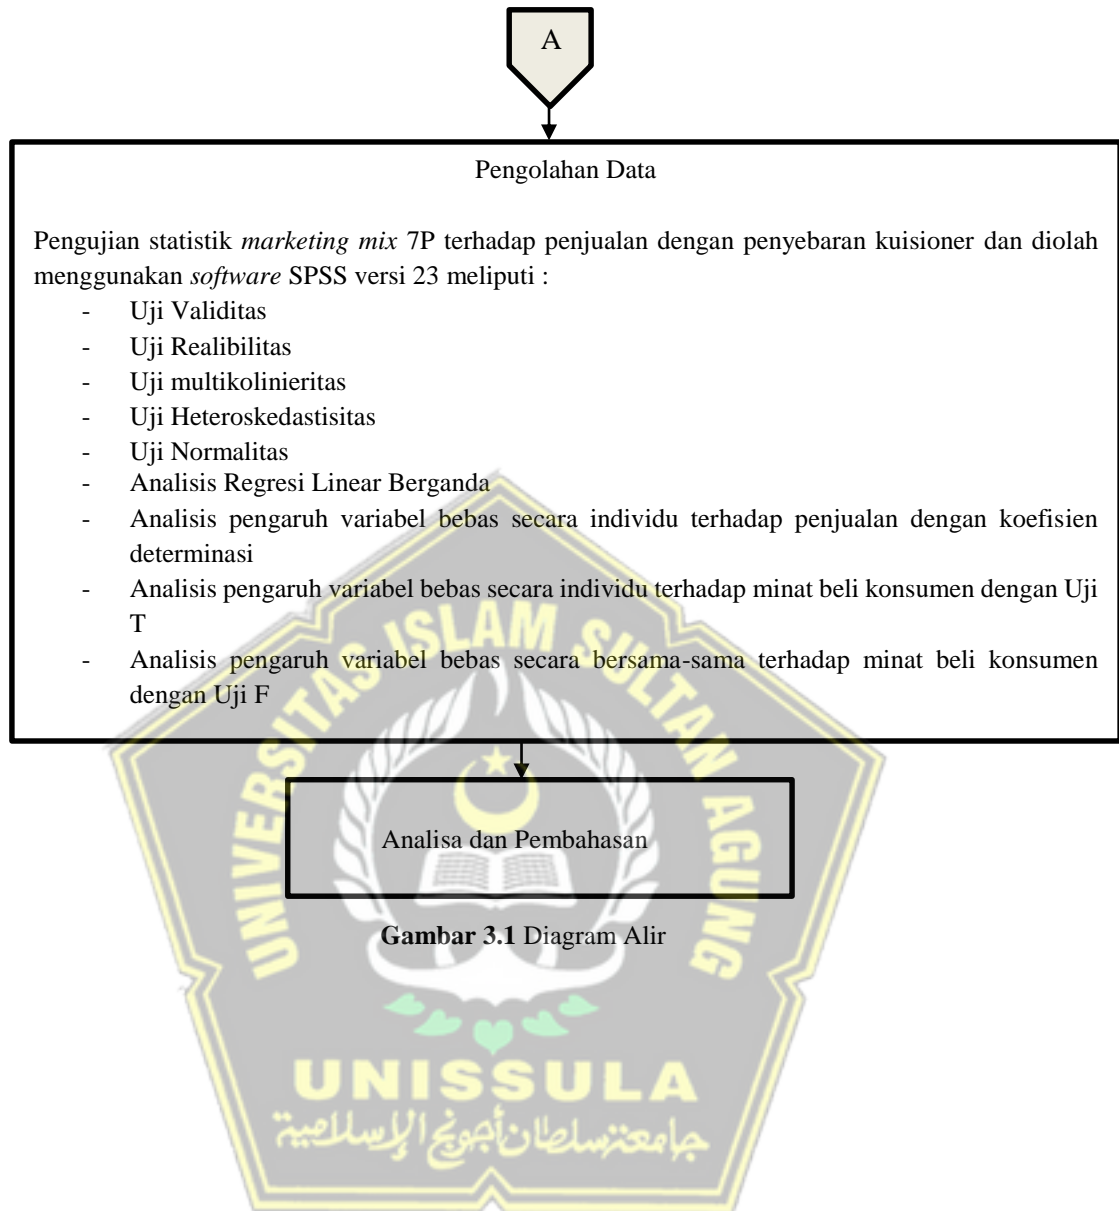 A
Pengolahan Data
Pengujian statistik marketing mix 7P terhadap penjualan dengan penyebaran kuisioner dan diolah
menggunakan software SPSS versi 23 meliputi :
- Uji Validitas
- Uji Realibilitas
- Uji multikolinieritas
- Uji Heteroskedastisitas
- Uji Normalitas
- Analisis Regresi Linear Berganda
- Analisis pengaruh variabel bebas secara individu terhadap penjualan dengan koefisien
determinasi
- Analisis pengaruh variabel bebas secara individu terhadap minat beli konsumen dengan Uji
T
- Analisis pengaruh variabel bebas secara bersama-sama terhadap minat beli konsumen
dengan Uji F
Analisa dan Pembahasan
Gambar 3.1 Diagram Alir
UNIVERSITAS ISLAM SULTAN AGUNG
UNISSULA
جامعتنسلطان أجونج الإسلامية